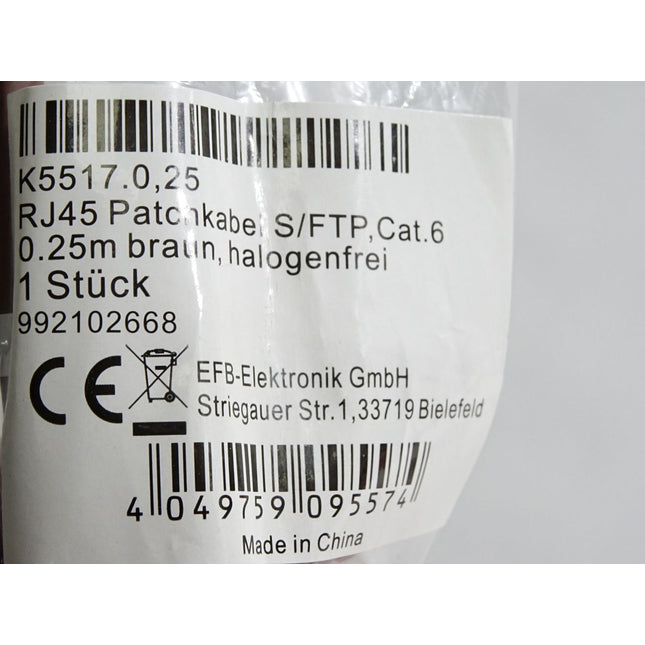 K5517.0,25
RJ45 Patchkabel S/FTP,Cat.6
0.25m braun, halogenfrei
1 Stück
992102668
CE
EFB-Elektronik GmbH
Striegauer Str.1,33719 Bielefeld
4 049759 095574
Made in China